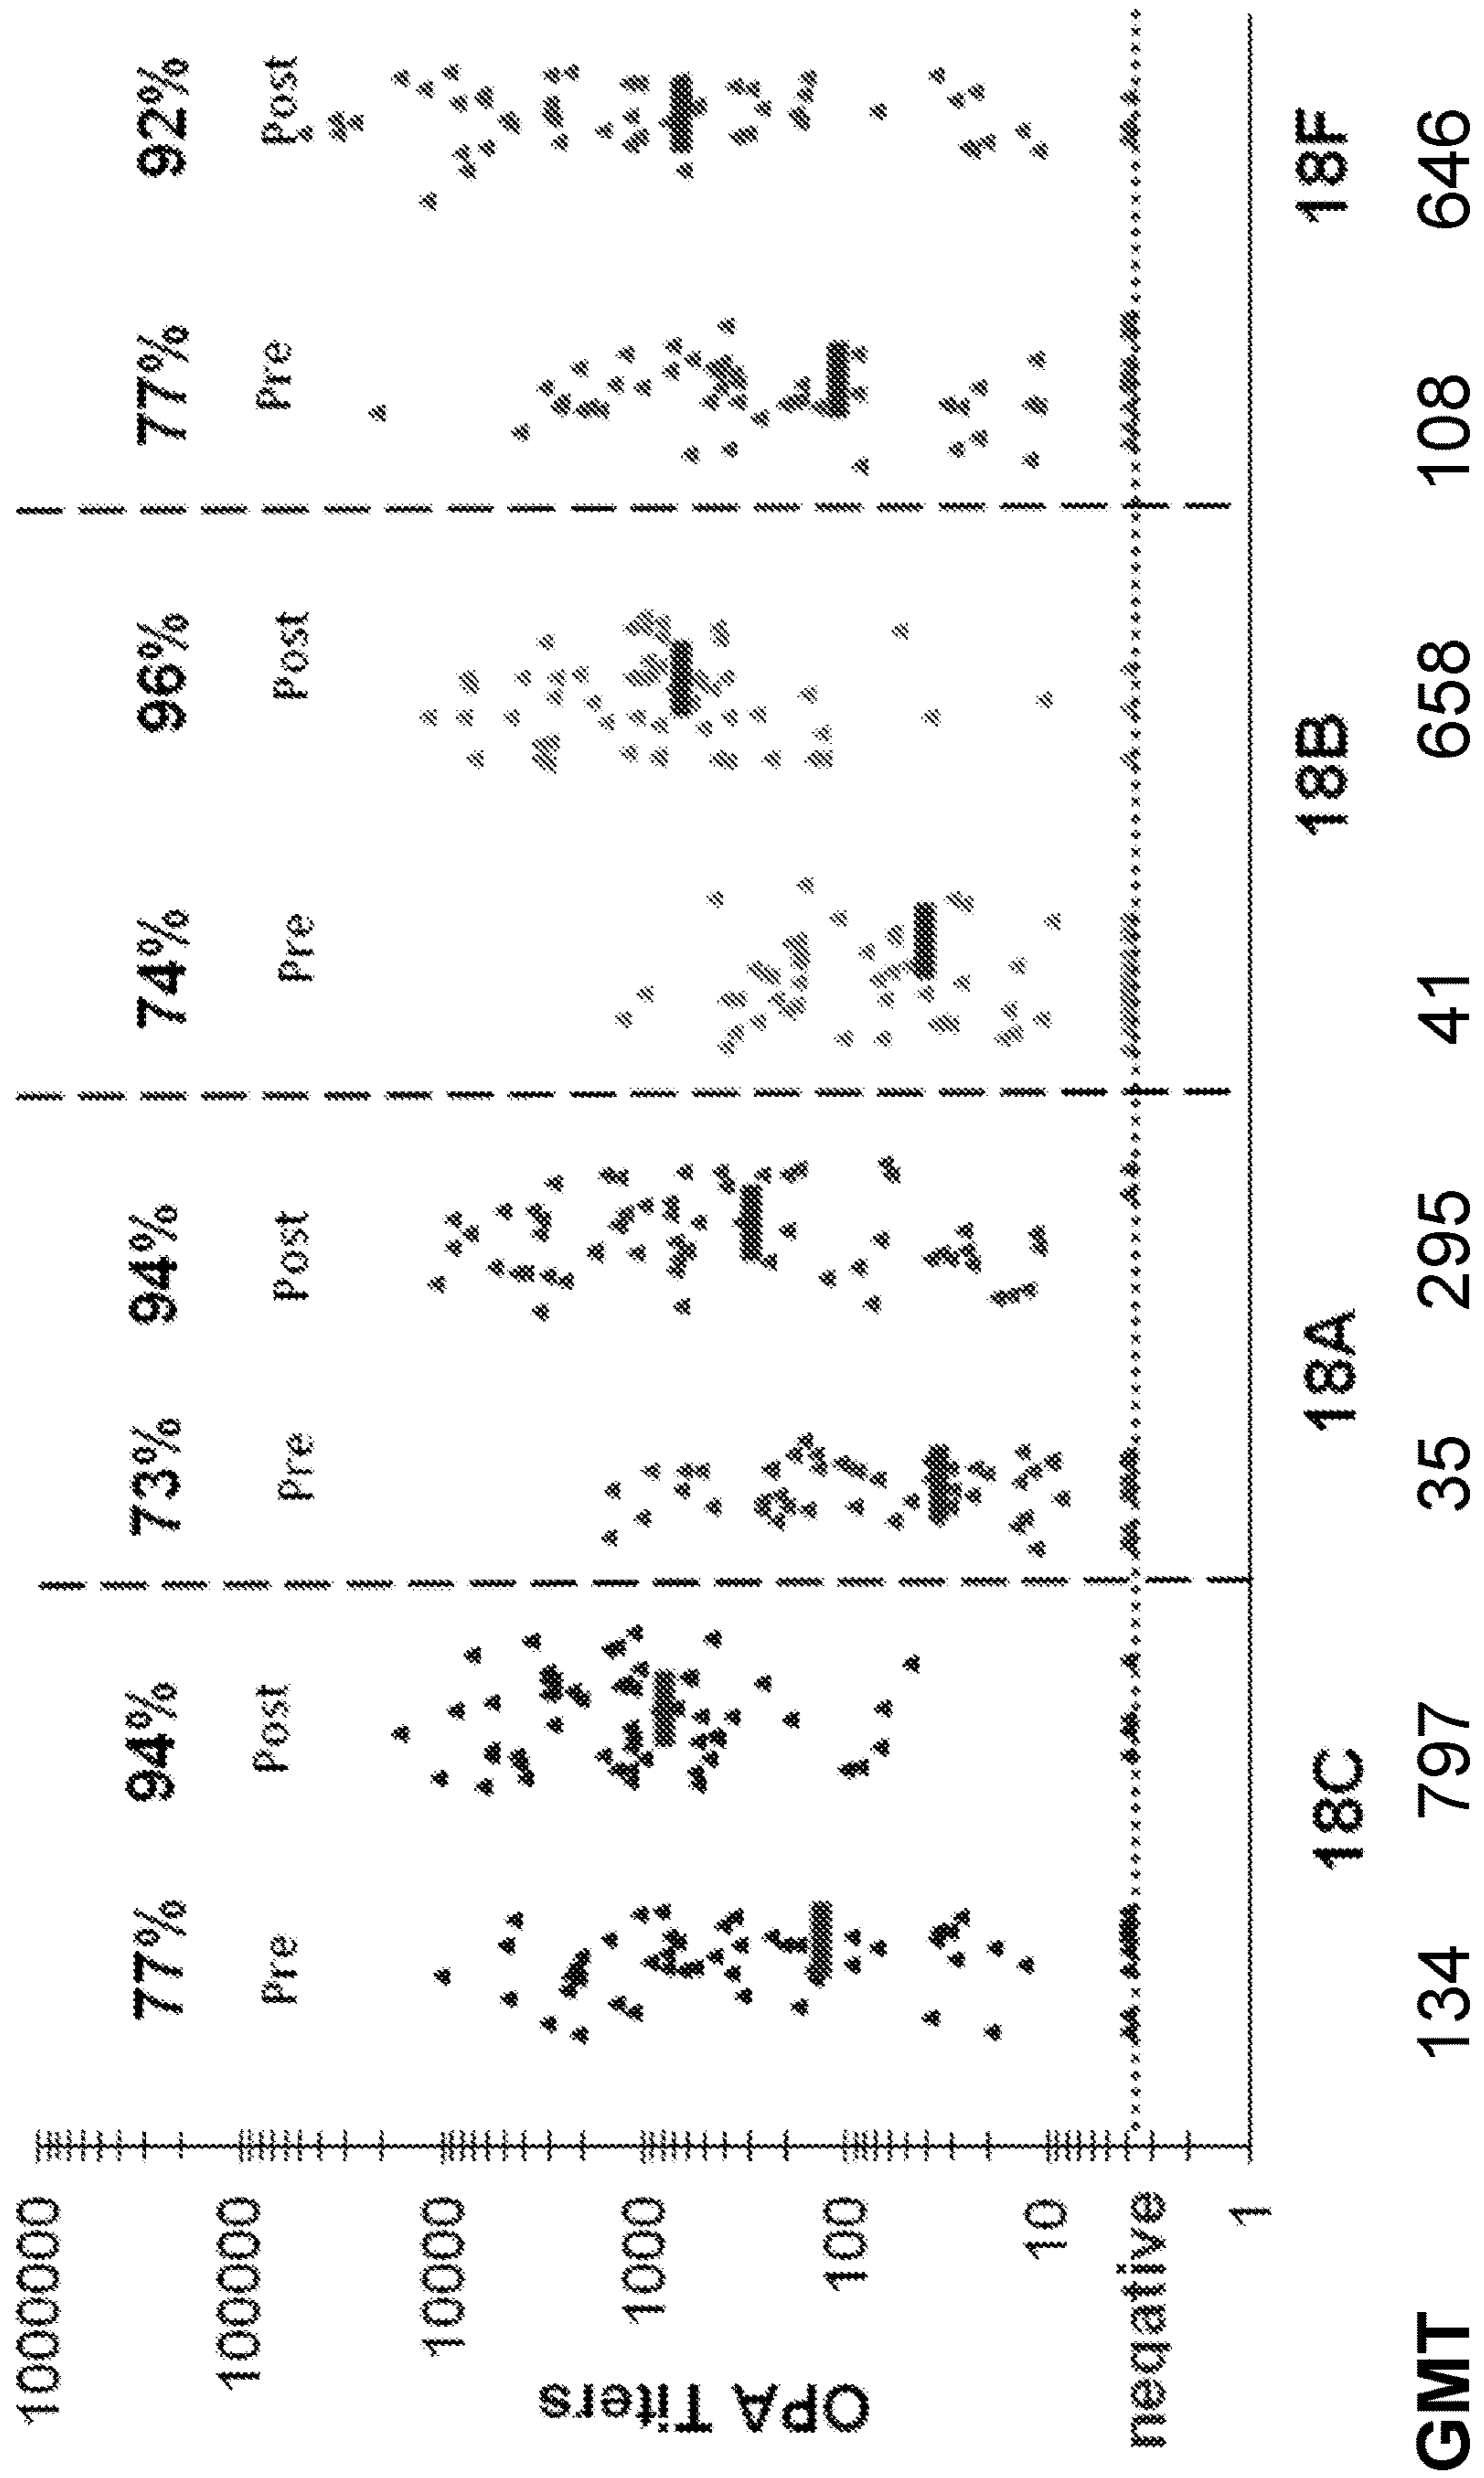 77% 94% 73% 94% 74% 96% 77% 92%
Pre Post Pre Post Pre Post Pre Post
1000000
100000
10000
1000
100
10
neqative
1
OPA Titers
18C 18A 18B 18F
GMT 134 797 35 295 41 658 108 646